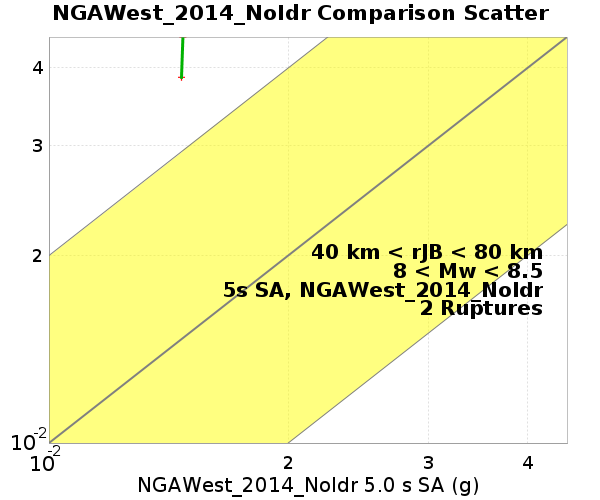 NGAWest_2014_NoIdr Comparison Scatter
4
3
2
10-2
40 km < rJB < 80 km
8 < Mw < 8.5
5s SA, NGAWest_2014_NoIdr
2 Ruptures
10-2 2 3 4
NGAWest_2014_NoIdr 5.0 s SA (g)